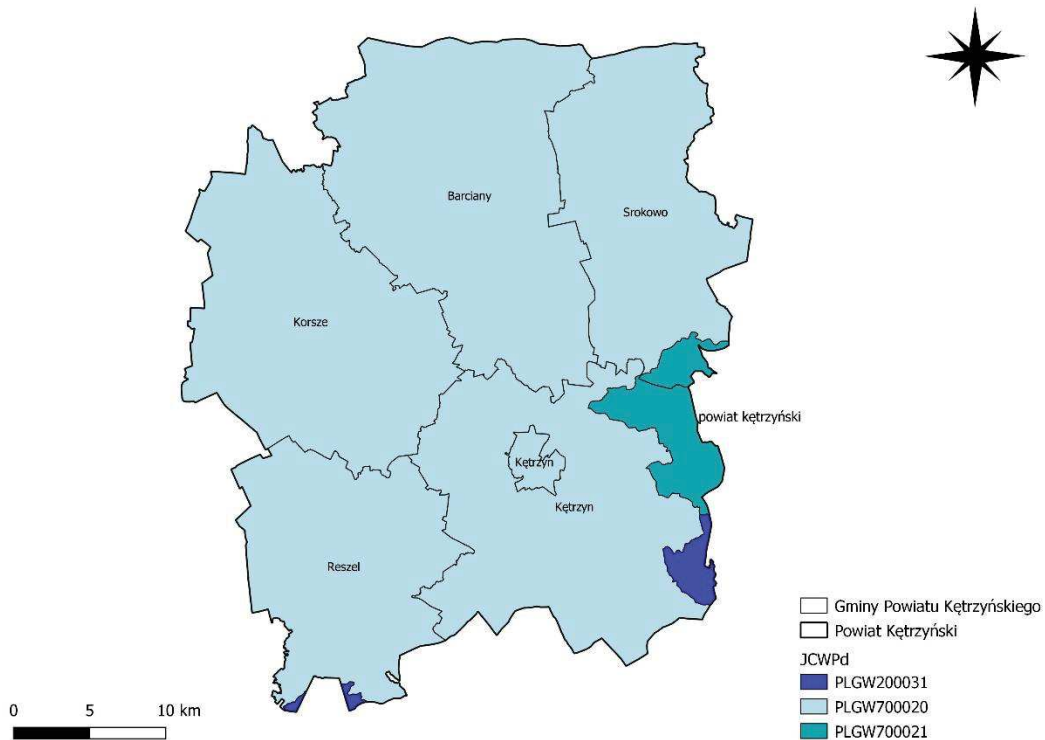 Barciany
Srokowo
Korsze
powiat kętrzyński
Kętrzyn
Kętrzyn
Reszel
Gminy Powiatu Kętrzyńskiego
Powiat Kętrzyński
JCWPd
PLGW200031
PLGW700020
PLGW700021
0 5 10 km